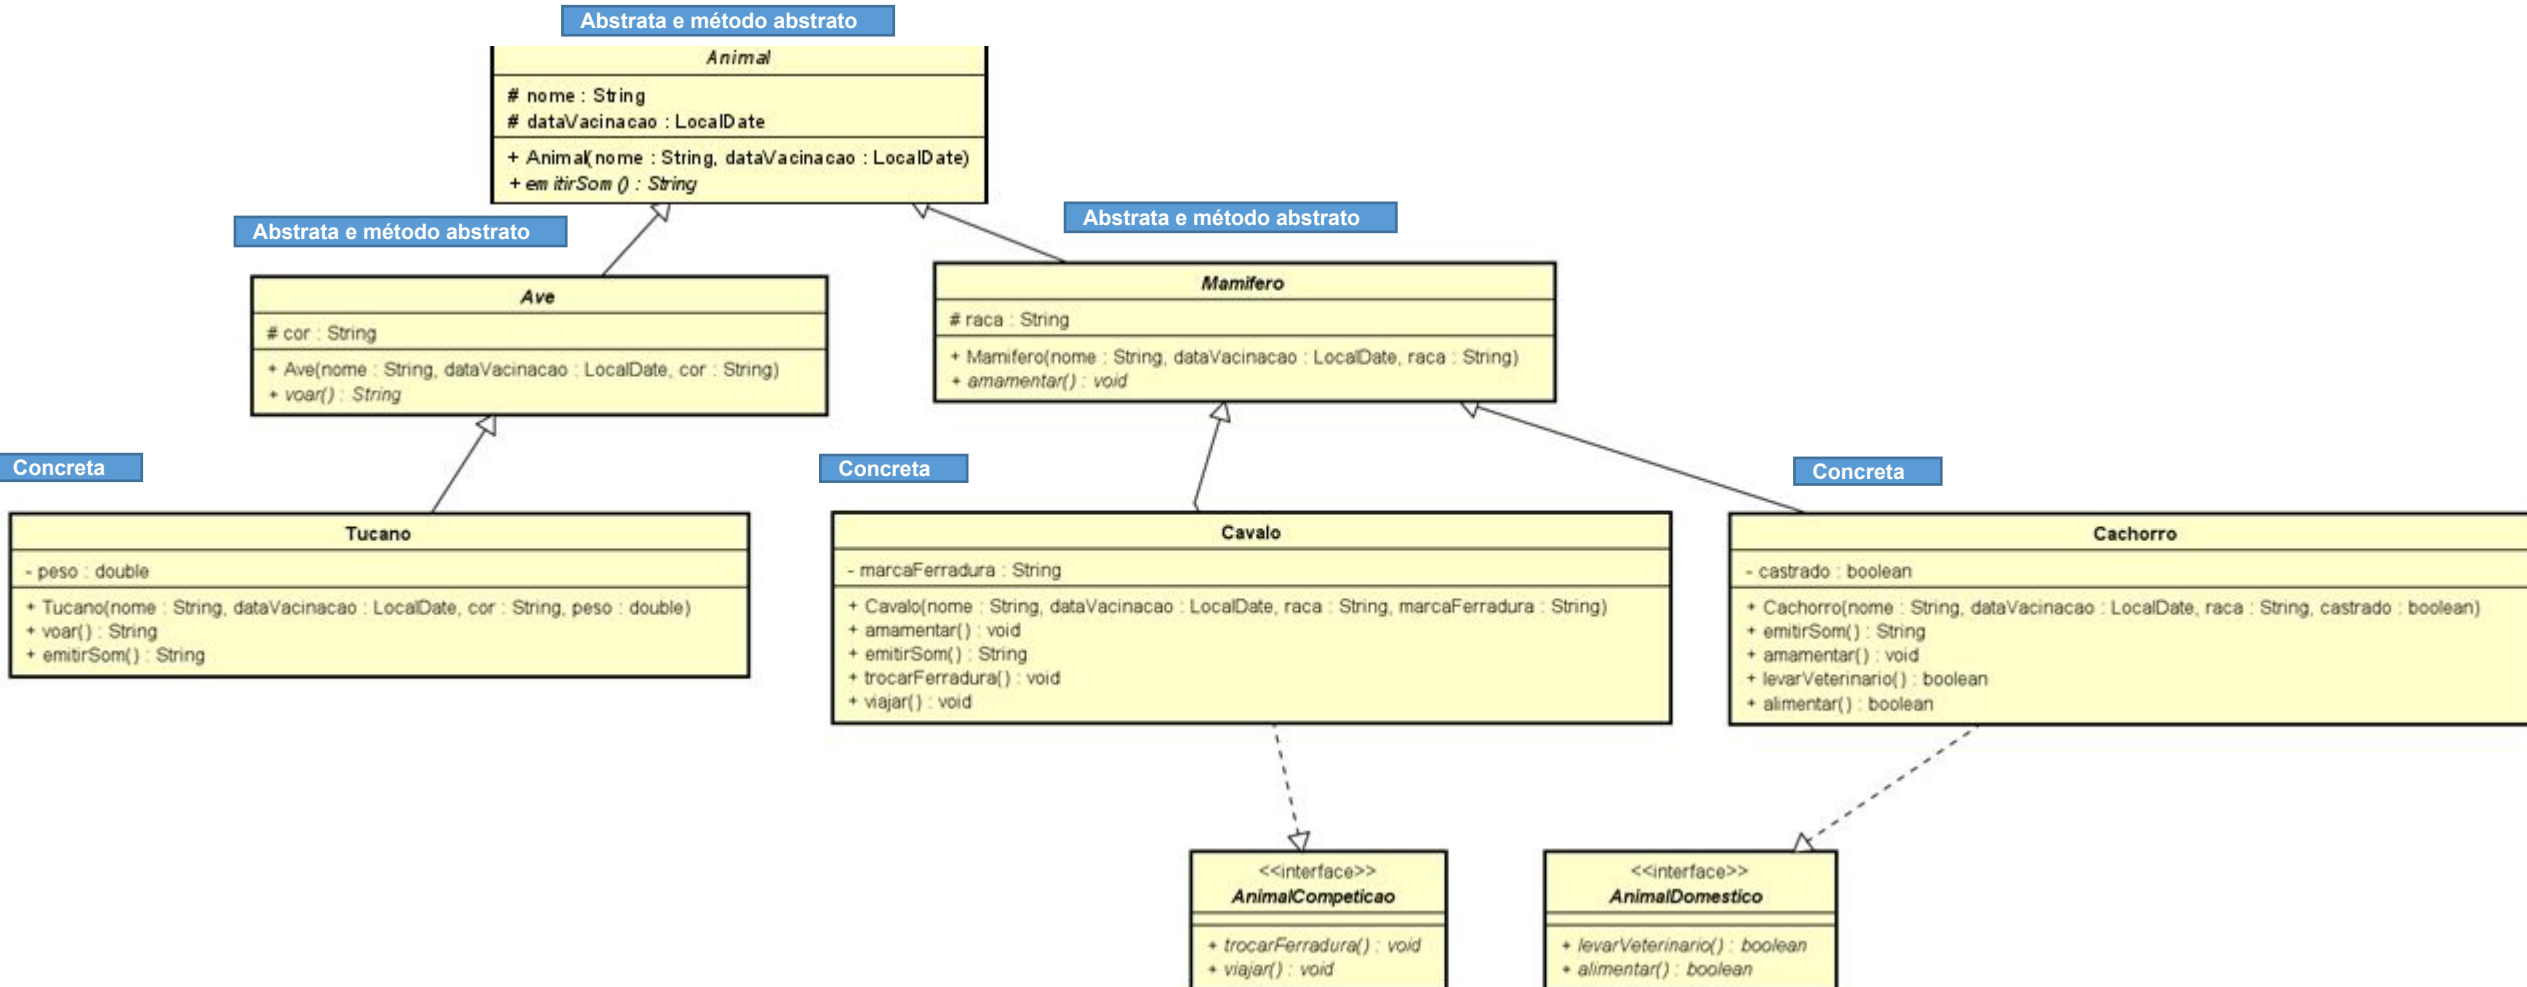 Abstrata e método abstrato
Animal
# nome : String
# dataVacinacao : LocalDate
+ Animal(nome : String, dataVacinacao : LocalDate)
+ emitirSom() : String
Abstrata e método abstrato
Abstrata e método abstrato
Ave
# cor : String
+ Ave(nome : String, dataVacinacao : LocalDate, cor : String)
+ voar() : String
Mamifero
# raca : String
+ Mamifero(nome : String, dataVacinacao : LocalDate, raca : String)
+ amamentar() : void
Concreta
Concreta
Concreta
Tucano
- peso : double
+ Tucano(nome : String, dataVacinacao : LocalDate, cor : String, peso : double)
+ voar() : String
+ emitirSom() : String
Cavalo
- marcaFerradura : String
+ Cavalo(nome : String, dataVacinacao : LocalDate, raca : String, marcaFerradura : String)
+ amamentar() : void
+ emitirSom() : String
+ trocarFerradura() : void
+ viajar() : void
Cachorro
- castrado : boolean
+ Cachorro(nome : String, dataVacinacao : LocalDate, raca : String, castrado : boolean)
+ emitirSom() : String
+ amamentar() : void
+ levarVeterinario() : boolean
+ alimentar() : boolean
<<interface>>
AnimalCompeticao
+ trocarFerradura() : void
+ viajar() : void
<<interface>>
AnimalDomestico
+ levarVeterinario() : boolean
+ alimentar() : boolean